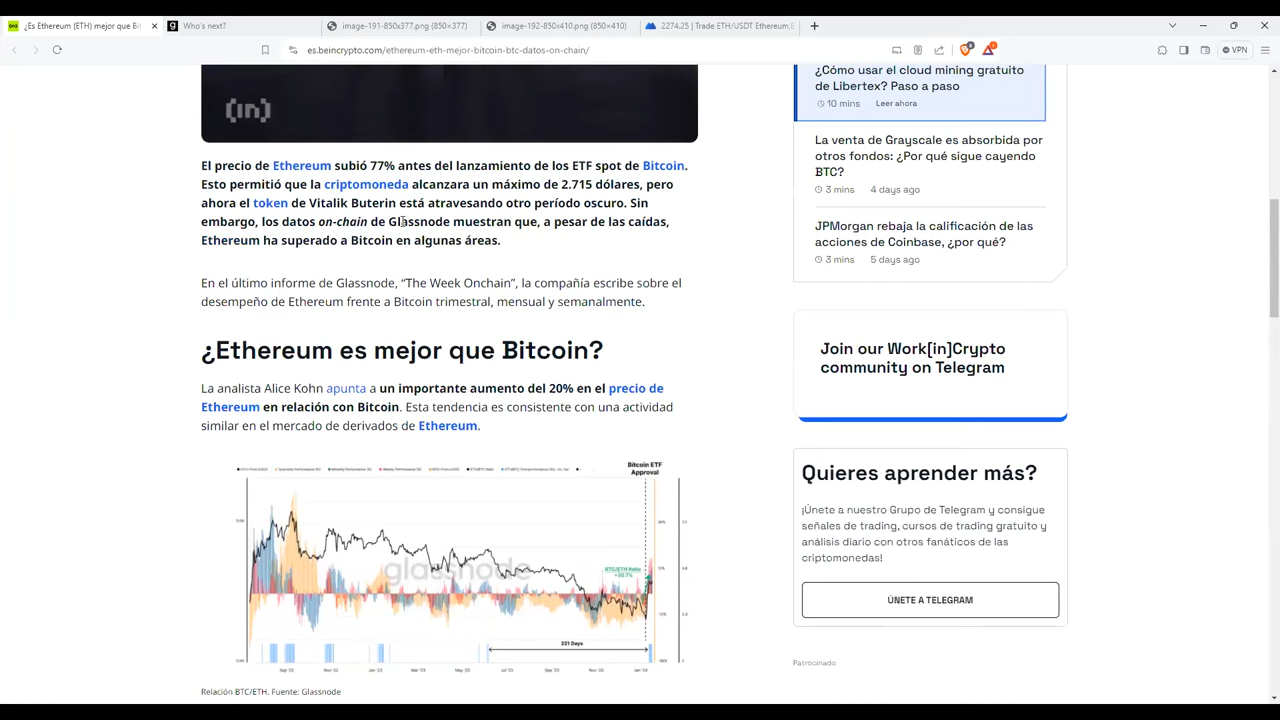 ¿Es Ethereum (ETH) mejor que Bit
Who's next?
image-191-850x377.png (850×377)
image-192-850x410.png (850×410)
2274.25 | Trade ETH/USDT Ethereum,E
es.beincrypto.com/ethereum-eth-mejor-bitcoin-btc-datos-on-chain/
VPN
(in)
El precio de Ethereum subió 77% antes del lanzamiento de los ETF spot de Bitcoin.
Esto permitió que la criptomoneda alcanzara un máximo de 2.715 dólares, pero
ahora el token de Vitalik Buterin está atravesando otro período oscuro. Sin
embargo, los datos on-chain de Glassnode muestran que, a pesar de las caídas,
Ethereum ha superado a Bitcoin en algunas áreas.
En el último informe de Glassnode, “The Week Onchain”, la compañía escribe sobre el
desempeño de Ethereum frente a Bitcoin trimestral, mensual y semanalmente.
¿Ethereum es mejor que Bitcoin?
La analista Alice Kohn apunta a un importante aumento del 20% en el precio de
Ethereum en relación con Bitcoin. Esta tendencia es consistente con una actividad
similar en el mercado de derivados de Ethereum.
Bitcoin ETF
Approval
glassnode
BTC/ETH Ratio
221 Days
Relación BTC/ETH. Fuente: Glassnode
¿Cómo usar el cloud mining gratuito
de Libertex? Paso a paso
10 mins Leer ahora
La venta de Grayscale es absorbida por
otros fondos: ¿Por qué sigue cayendo
BTC?
3 mins 4 days ago
JPMorgan rebaja la calificación de las
acciones de Coinbase, ¿por qué?
3 mins 5 days ago
Join our Work[in]Crypto
community on Telegram
Quieres aprender más?
¡Únete a nuestro Grupo de Telegram y consigue
señales de trading, cursos de trading gratuito y
análisis diario con otros fanáticos de las
criptomonedas!
ÚNETE A TELEGRAM
Patrocinado